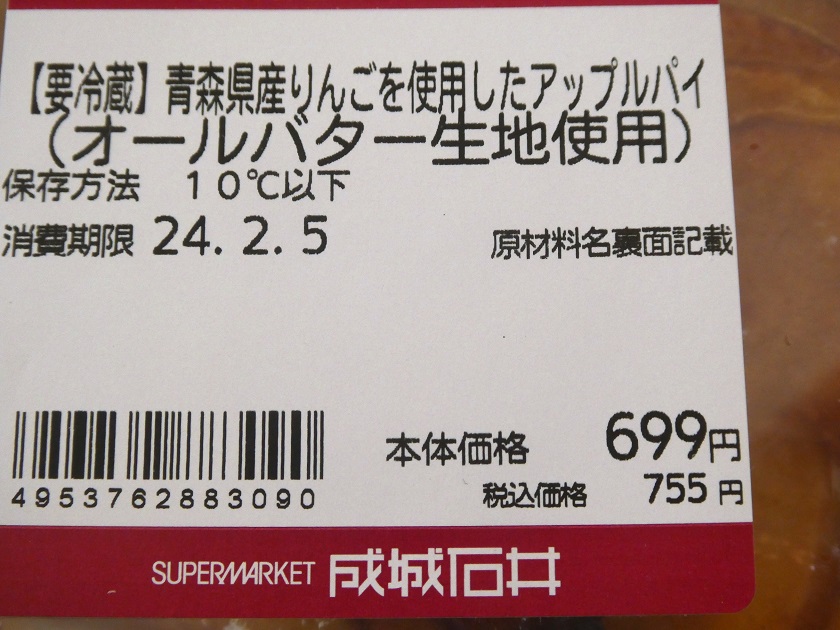 【要冷蔵】青森県産りんごを使用したアップルパイ
（オールバター生地使用）
保存方法　１０℃以下
消費期限 24. 2. 5
原材料名裏面記載
本体価格 699円
税込価格 755円
4953762883090
SUPERMARKET 成城石井